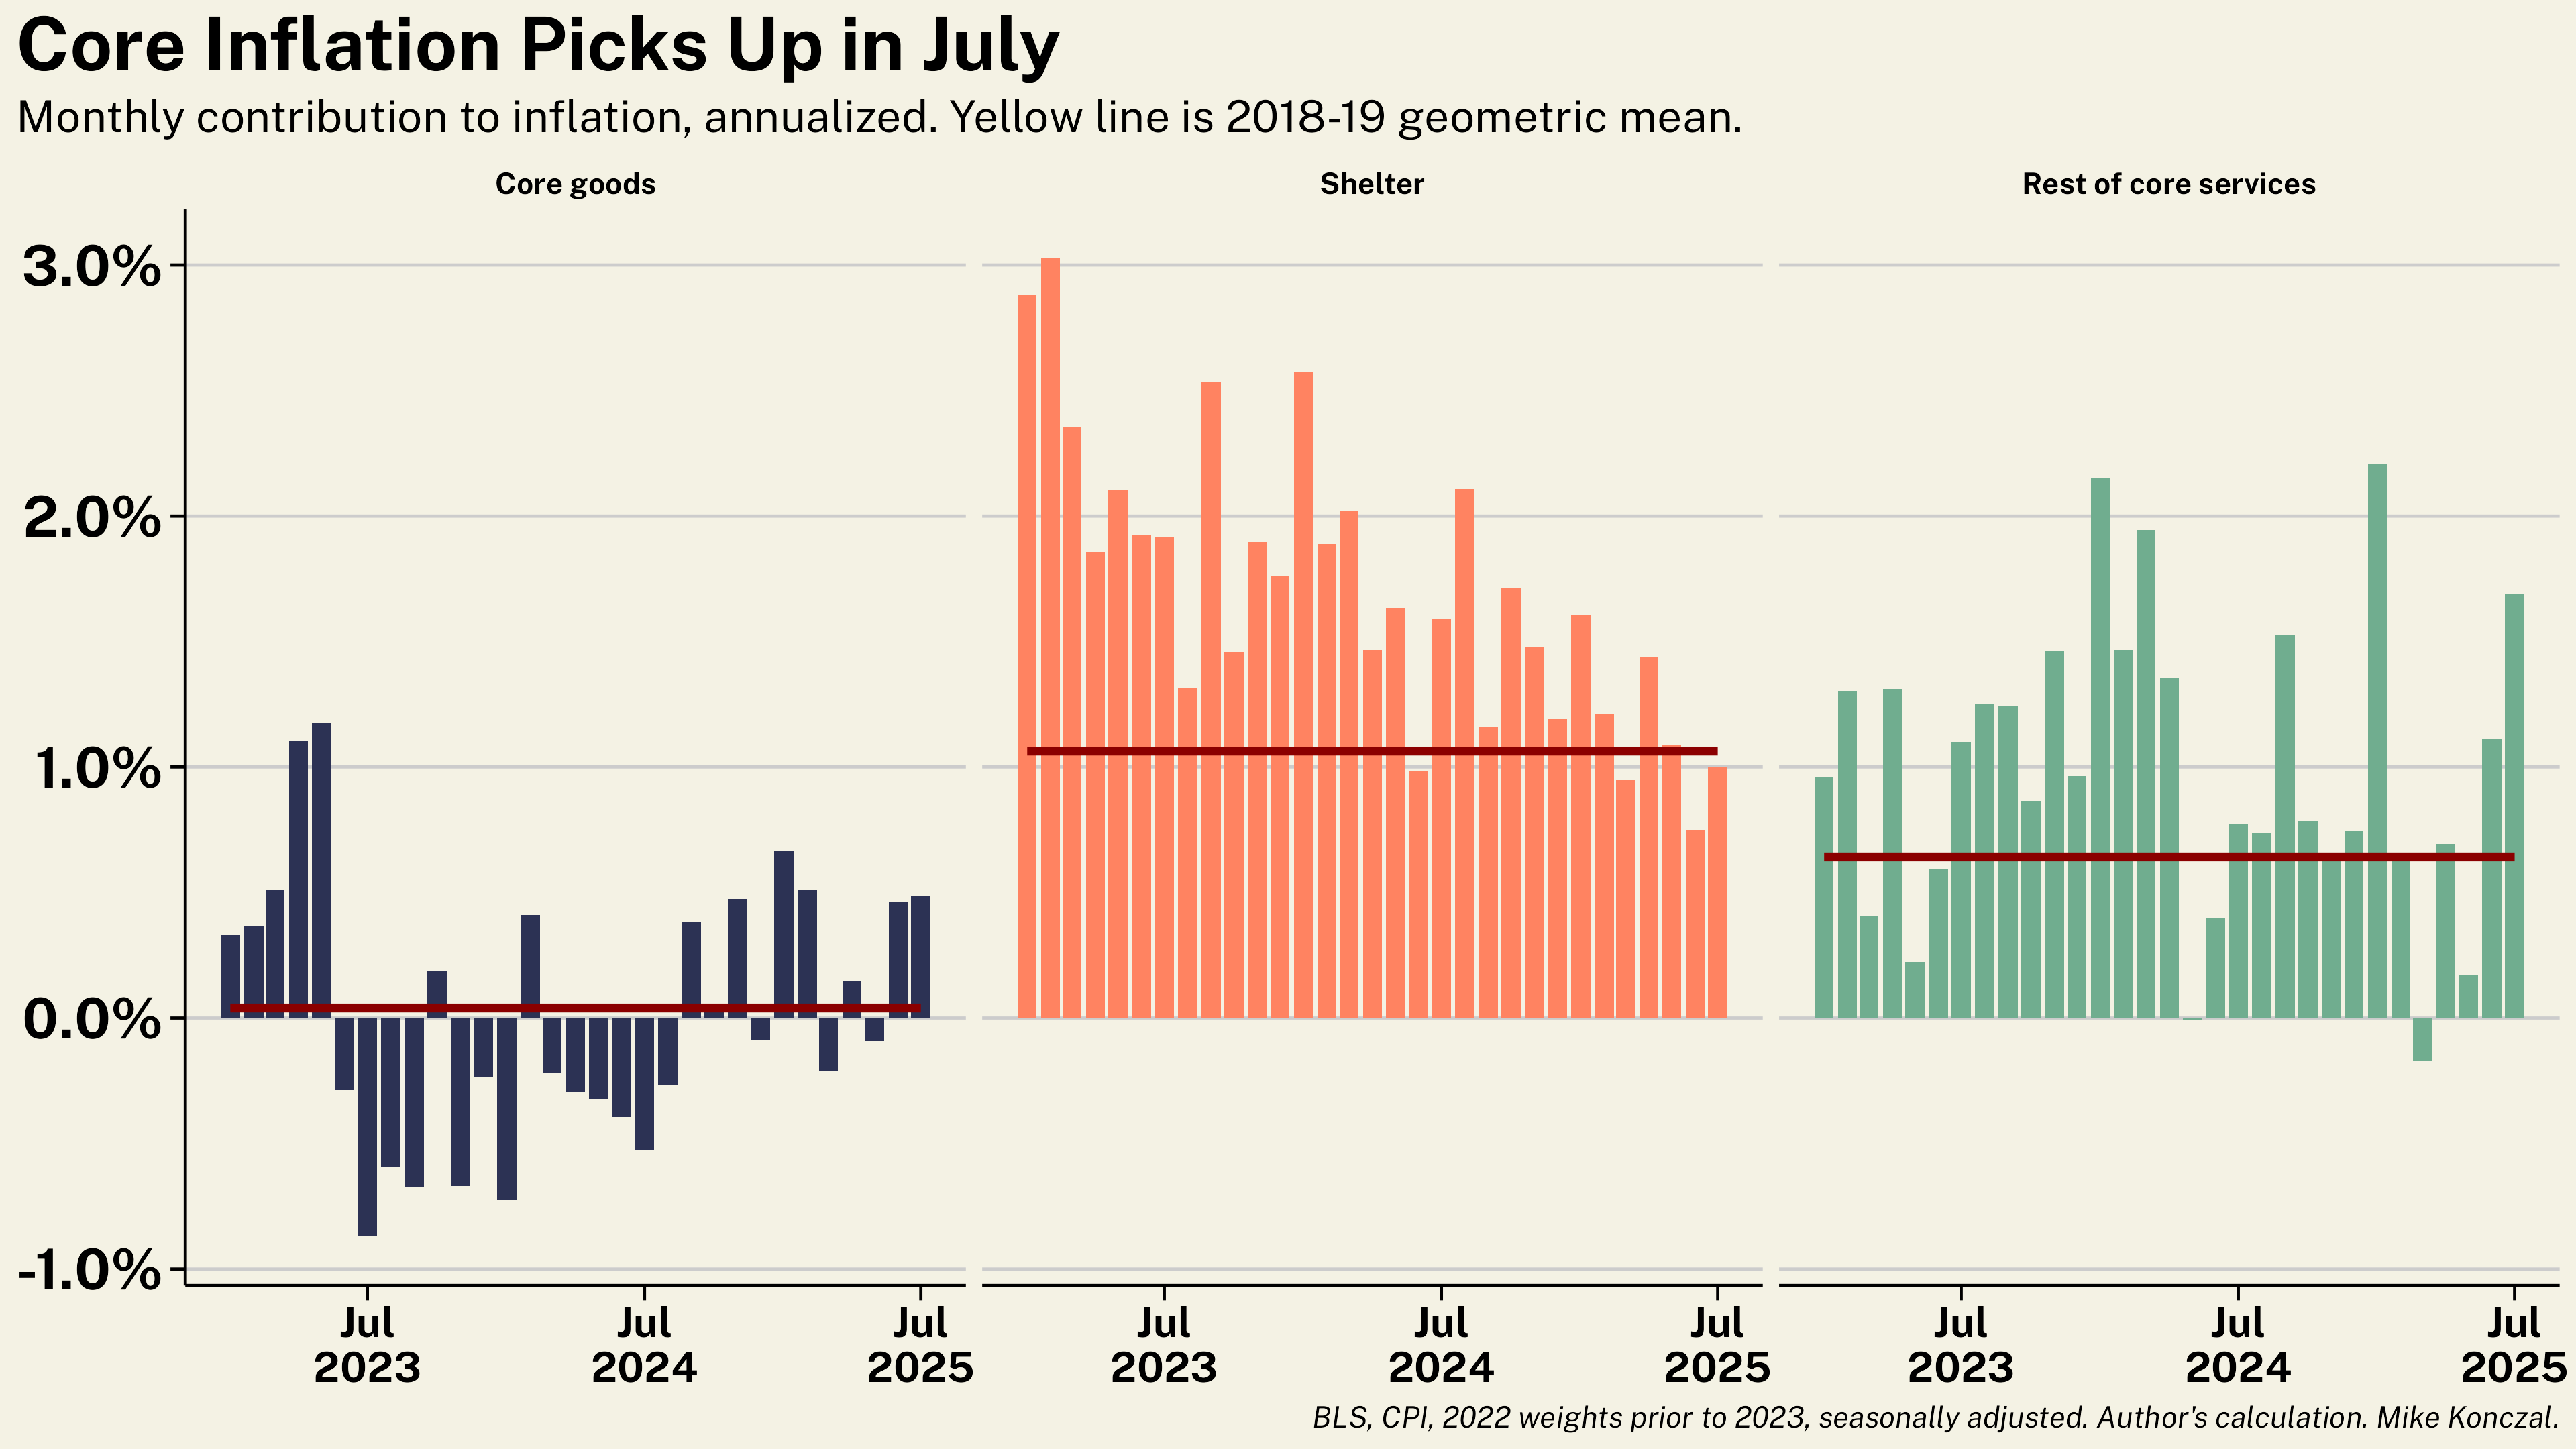 Core Inflation Picks Up in July
Monthly contribution to inflation, annualized. Yellow line is 2018-19 geometric mean.
Core goods
Shelter
Rest of core services
3.0%
2.0%
1.0%
0.0%
-1.0%
Jul
2023
Jul
2024
Jul
2025
Jul
2023
Jul
2024
Jul
2025
Jul
2023
Jul
2024
Jul
2025
BLS, CPI, 2022 weights prior to 2023, seasonally adjusted. Author's calculation. Mike Konczal.